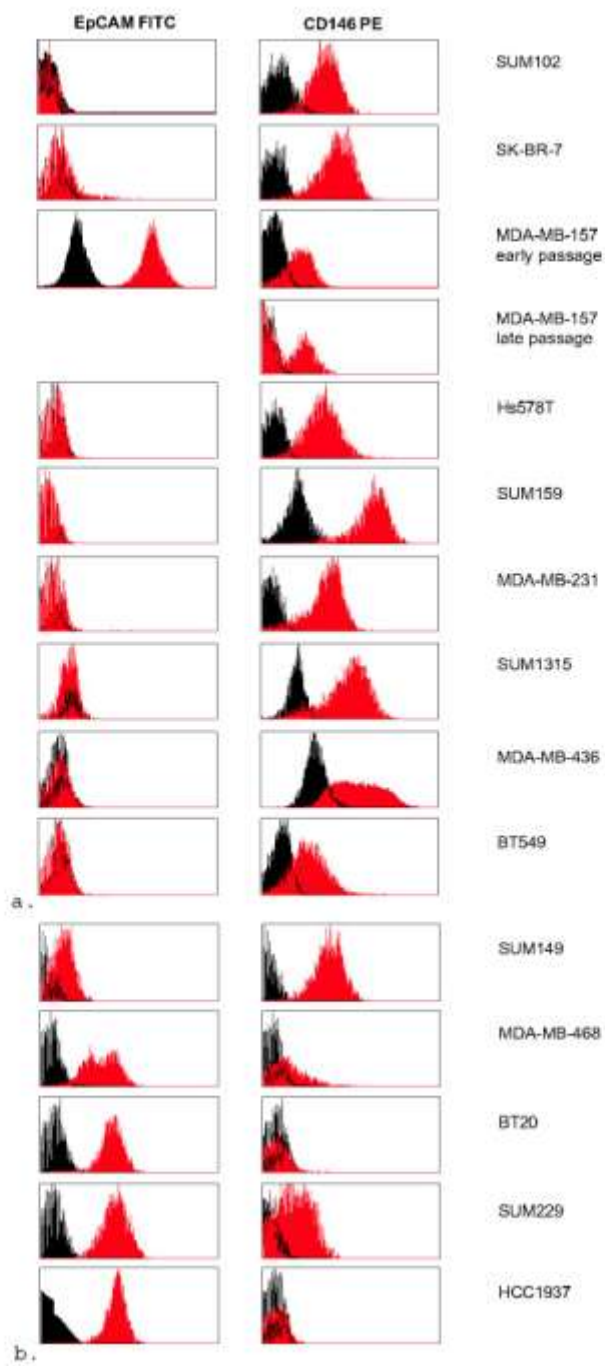 EpCAM FITC CD146 PE
SUM102
SK-BR-7
MDA-MB-157
early passage
MDA-MB-157
late passage
Hs578T
SUM159
MDA-MB-231
SUM1315
MDA-MB-436
BT549
a.
SUM149
MDA-MB-468
BT20
SUM229
HCC1937
b.